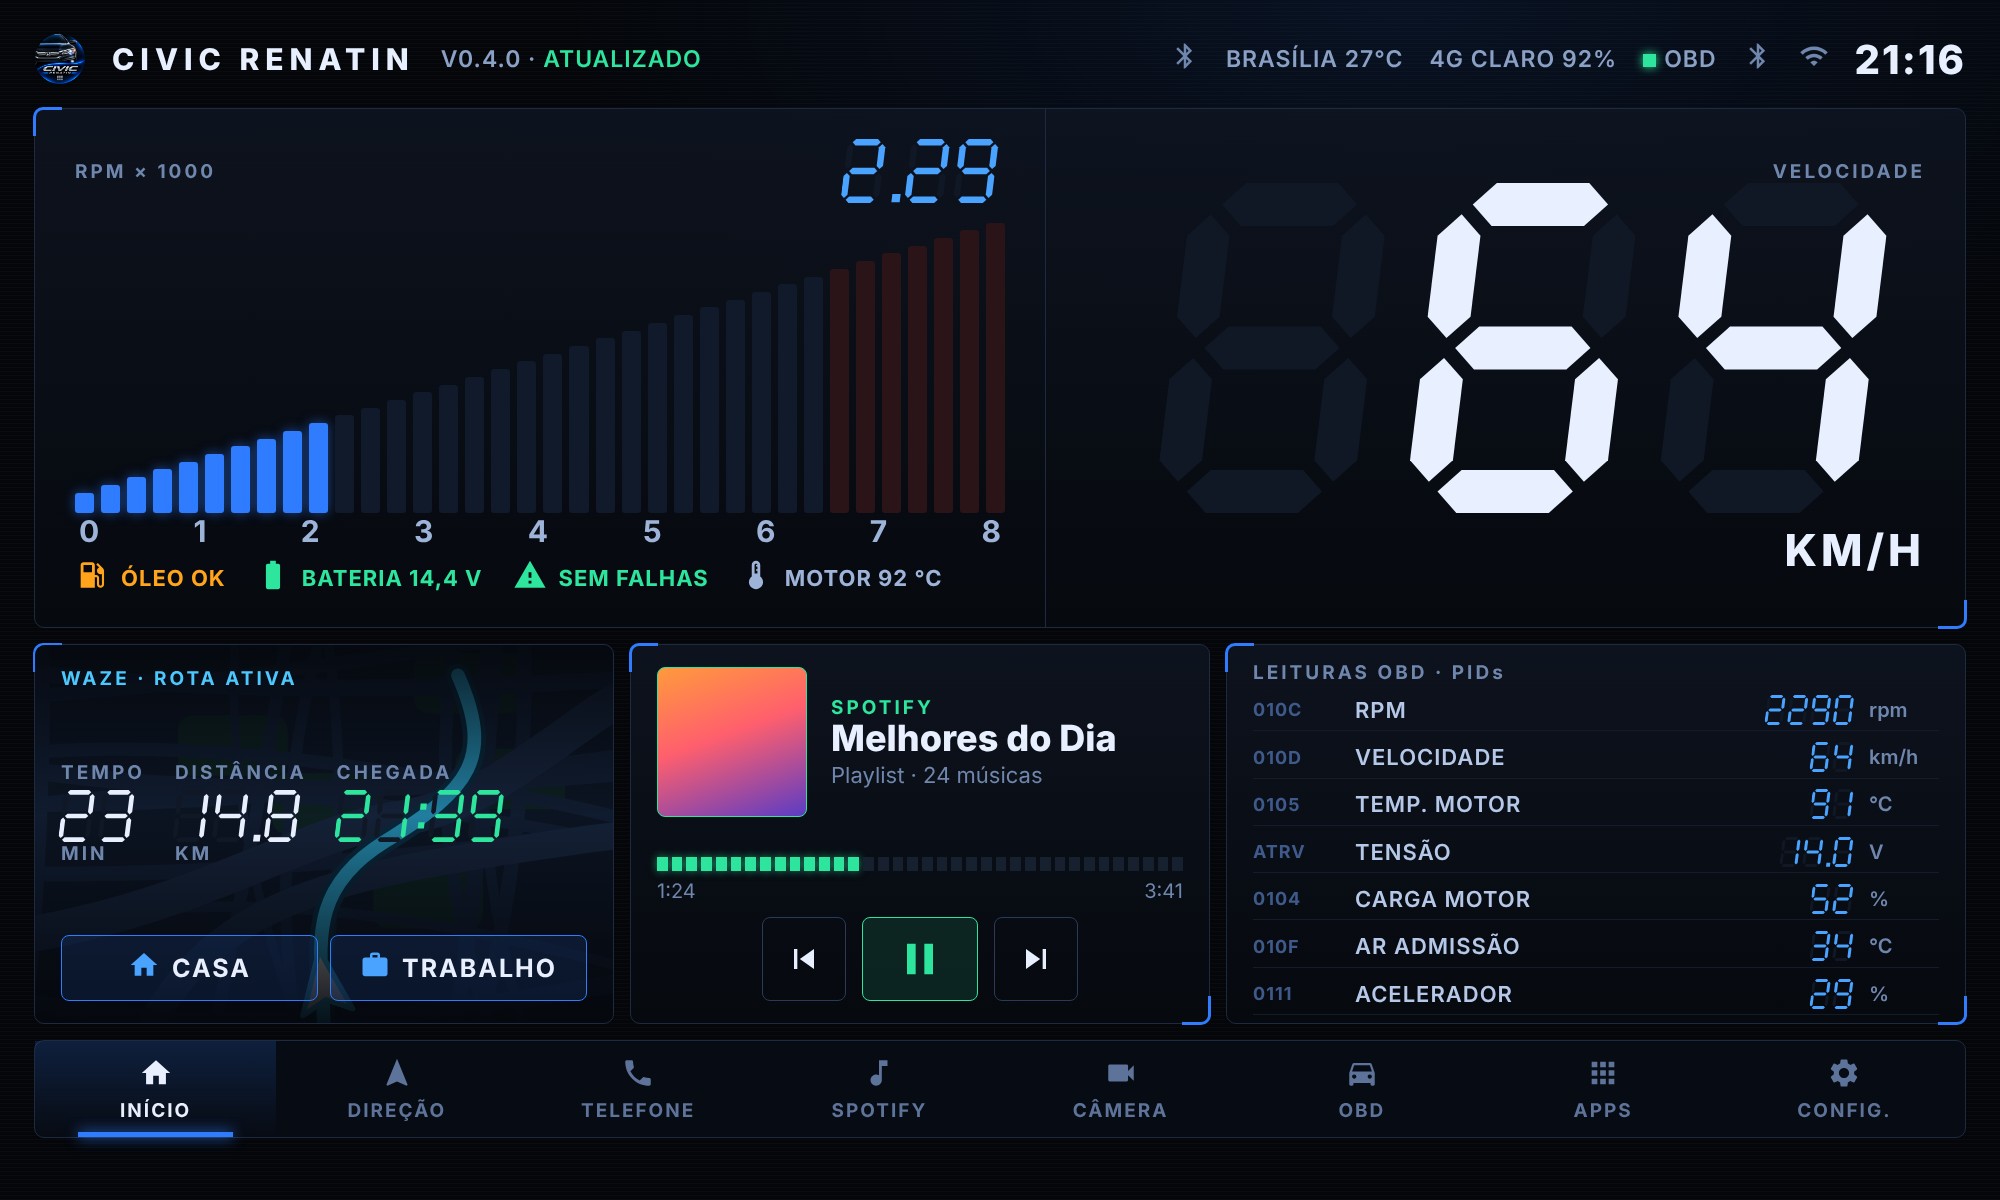 CIVIC RENATIN V0.4.0 · ATUALIZADO BRASÍLIA 27°C 4G CLARO 92% OBD 21:16
RPM × 1000
2.29
0 1 2 3 4 5 6 7 8
ÓLEO OK BATERIA 14,4 V SEM FALHAS MOTOR 92 °C
VELOCIDADE
64
KM/H
WAZE · ROTA ATIVA
TEMPO DISTÂNCIA CHEGADA
23 14.8 21:39
MIN KM
CASA TRABALHO
SPOTIFY
Melhores do Dia
Playlist · 24 músicas
1:24 3:41
LEITURAS OBD · PIDs
010C RPM 2290 rpm
010D VELOCIDADE 64 km/h
0105 TEMP. MOTOR 91 °C
ATRV TENSÃO 14.0 V
0104 CARGA MOTOR 52 %
010F AR ADMISSÃO 34 °C
0111 ACELERADOR 29 %
INÍCIO DIREÇÃO TELEFONE SPOTIFY CÂMERA OBD APPS CONFIG.